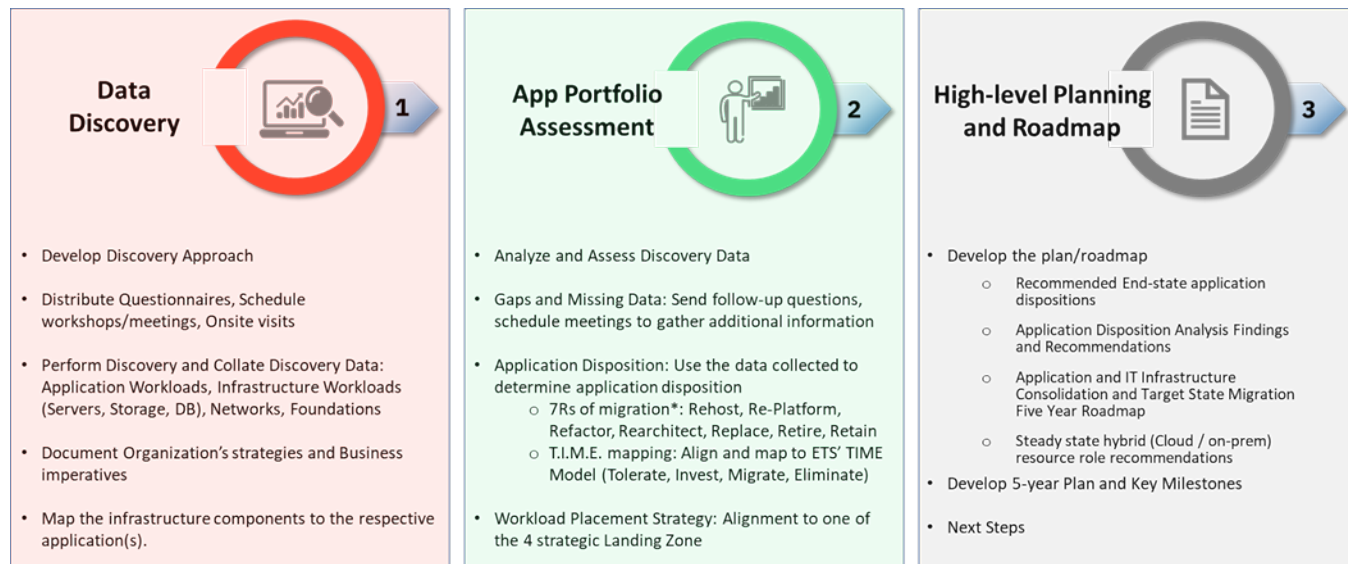 Data
Discovery
1
• Develop Discovery Approach
• Distribute Questionnaires, Schedule
workshops/meetings, Onsite visits
• Perform Discovery and Collate Discovery Data:
Application Workloads, Infrastructure Workloads
(Servers, Storage, DB), Networks, Foundations
• Document Organization’s strategies and Business
imperatives
• Map the infrastructure components to the respective
application(s).
App Portfolio
Assessment
2
• Analyze and Assess Discovery Data
• Gaps and Missing Data: Send follow-up questions,
schedule meetings to gather additional information
• Application Disposition: Use the data collected to
determine application disposition
o 7Rs of migration*: Rehost, Re-Platform,
Refactor, Rearchitect, Replace, Retire, Retain
o T.I.M.E. mapping: Align and map to ETS’ TIME
Model (Tolerate, Invest, Migrate, Eliminate)
• Workload Placement Strategy: Alignment to one of
the 4 strategic Landing Zone
High-level Planning
and Roadmap
3
• Develop the plan/roadmap
o Recommended End-state application
dispositions
o Application Disposition Analysis Findings
and Recommendations
o Application and IT Infrastructure
Consolidation and Target State Migration
Five Year Roadmap
o Steady state hybrid (Cloud / on-prem)
resource role recommendations
• Develop 5-year Plan and Key Milestones
• Next Steps